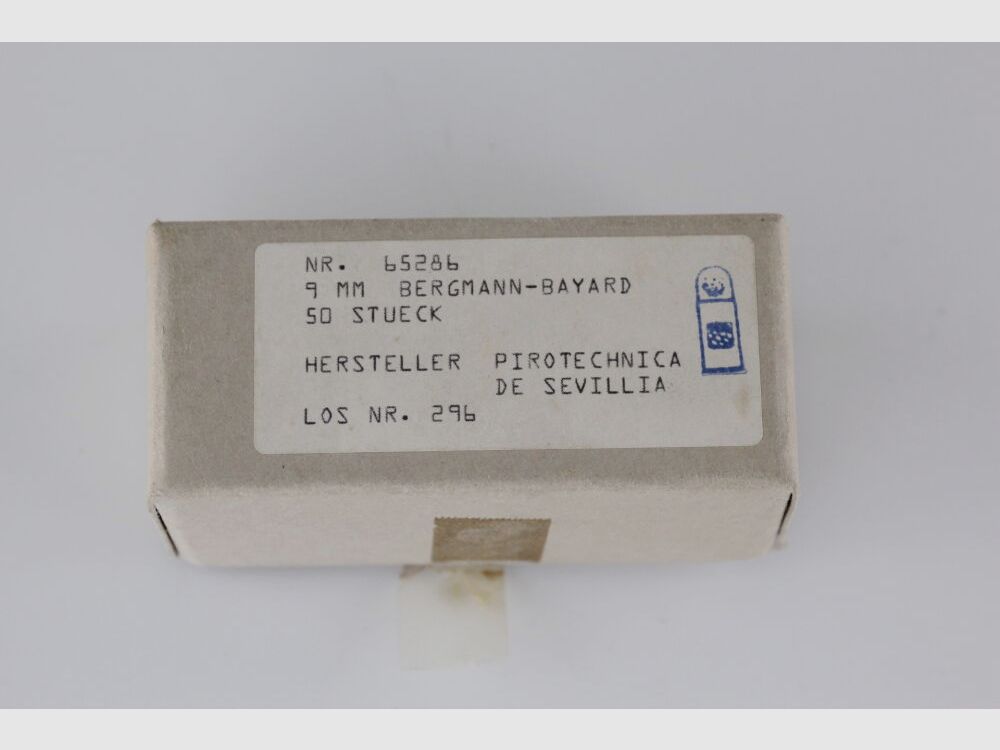 NR. 65286
9 MM BERGMANN-BAYARD
50 STUECK
HERSTELLER PIROTECHNICA
DE SEVILLIA
LOS NR. 296